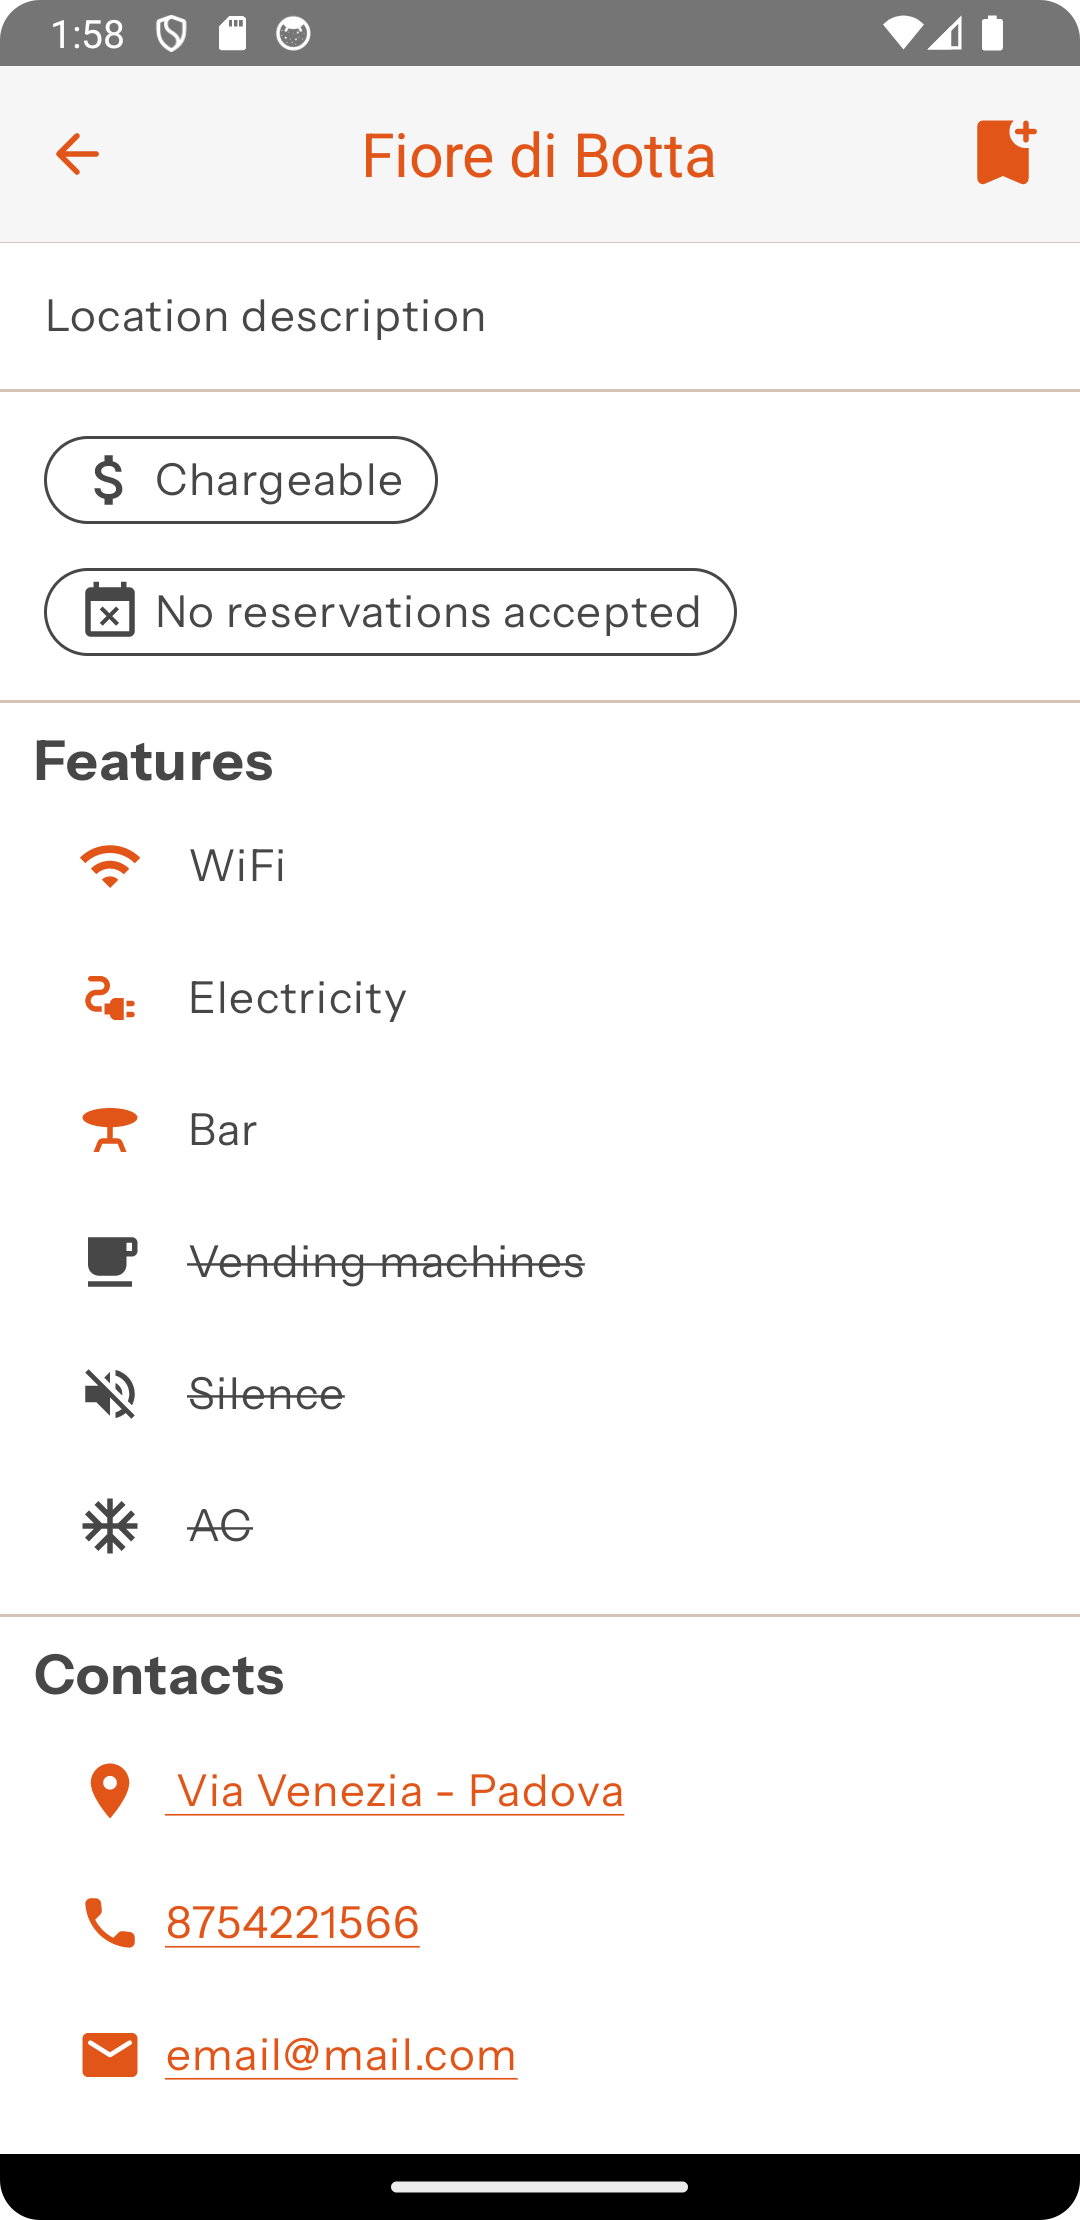 1:58
Fiore di Botta
Location description
Chargeable
No reservations accepted
Features
WiFi
Electricity
Bar
Vending machines
Silence
AC
Contacts
Via Venezia - Padova
8754221566
email@mail.com